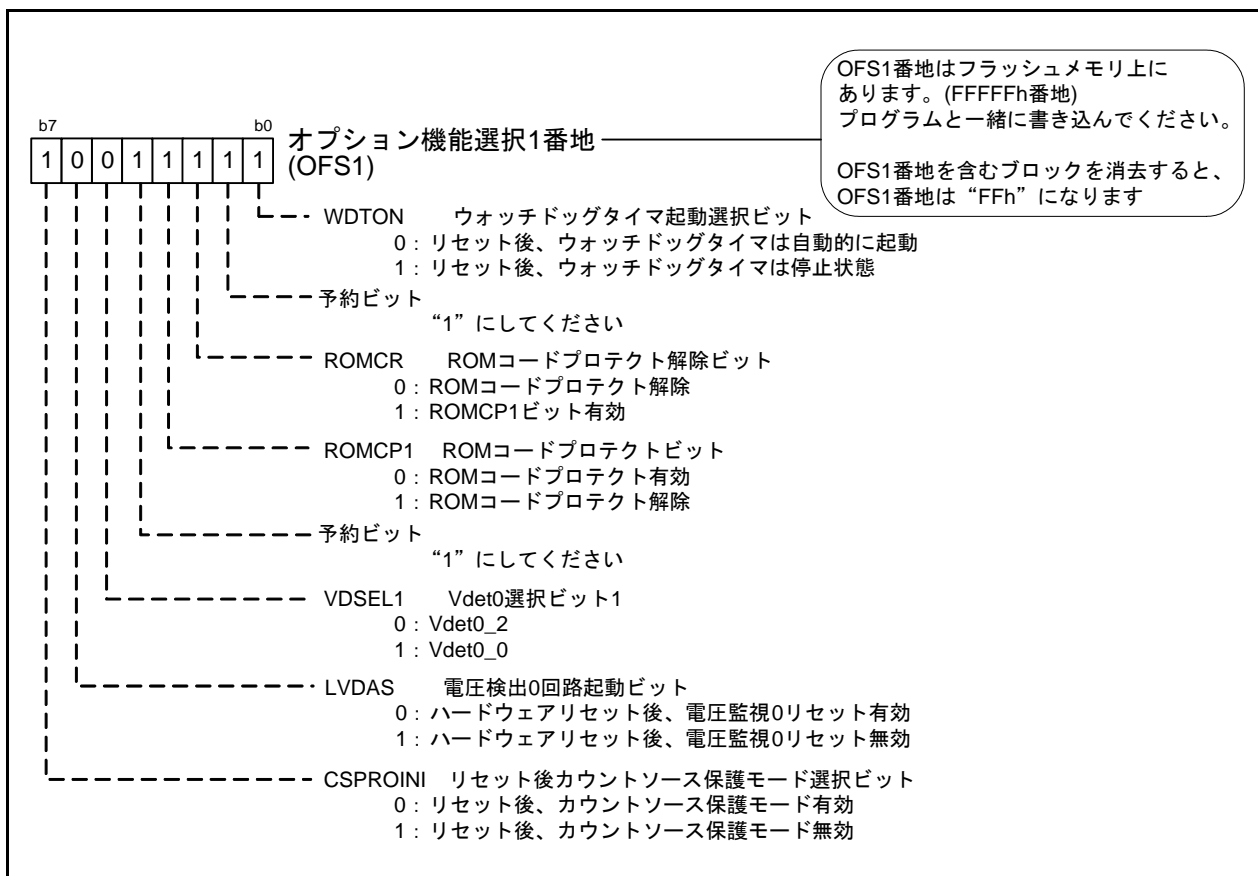 OFS1番地はフラッシュメモリ上に
あります。(FFFFFh番地)
プログラムと一緒に書き込んでください。
OFS1番地を含むブロックを消去すると、
OFS1番地は“FFh”になります
b7 b0
1 0 0 1 1 1 1 1 オプション機能選択1番地
(OFS1)
WDTON ウォッチドッグタイマ起動選択ビット
0 : リセット後、ウォッチドッグタイマは自動的に起動
1 : リセット後、ウォッチドッグタイマは停止状態
予約ビット
“1”にしてください
ROMCR ROMコードプロテクト解除ビット
0 : ROMコードプロテクト解除
1 : ROMCP1ビット有効
ROMCP1 ROMコードプロテクトビット
0 : ROMコードプロテクト有効
1 : ROMコードプロテクト解除
予約ビット
“1”にしてください
VDSEL1 Vdet0選択ビット1
0 : Vdet0_2
1 : Vdet0_0
LVDAS 電圧検出0回路起動ビット
0 : ハードウェアリセット後、電圧監視0リセット有効
1 : ハードウェアリセット後、電圧監視0リセット無効
CSPROINI リセット後カウントソース保護モード選択ビット
0 : リセット後、カウントソース保護モード有効
1 : リセット後、カウントソース保護モード無効